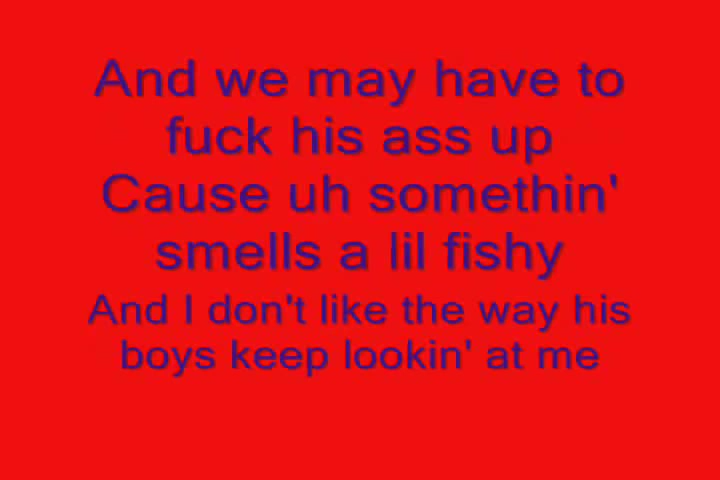 And we may have to
fuck his ass up
Cause uh somethin'
smells a lil fishy
And I don't like the way his
boys keep lookin' at me